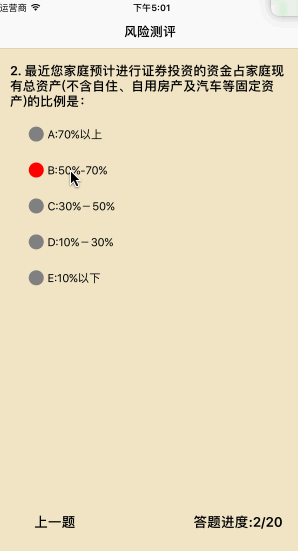 运营商 下午5:01
风险测评
2. 最近您家庭预计进行证券投资的资金占家庭现
有总资产(不含自住、自用房产及汽车等固定资
产)的比例是：
A:70%以上
B:50%-70%
C:30%－50%
D:10%－30%
E:10%以下
上一题 答题进度:2/20